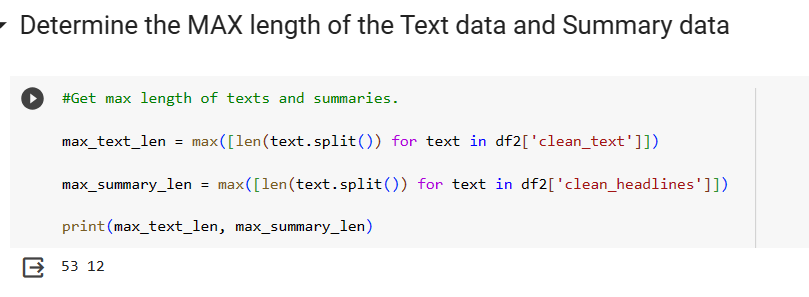 Determine the MAX length of the Text data and Summary data
#Get max length of texts and summaries.
max_text_len = max([len(text.split()) for text in df2['clean_text']])
max_summary_len = max([len(text.split()) for text in df2['clean_headlines']])
print(max_text_len, max_summary_len)
53 12